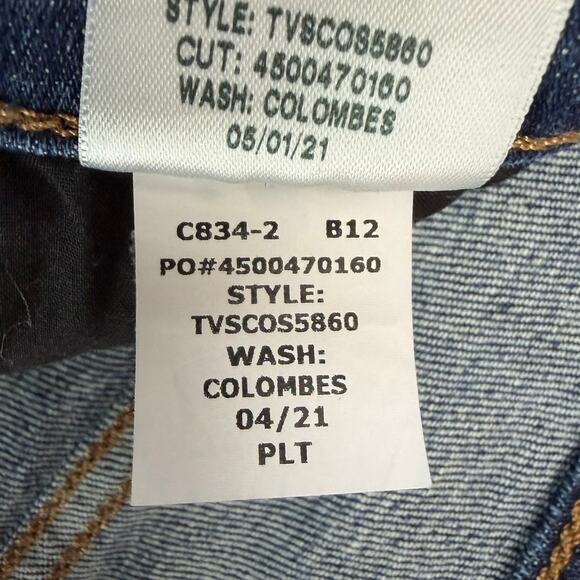 STYLE: TVSCOS5860
CUT: 4500470160
WASH: COLOMBES
05/01/21
C834-2 B12
PO#4500470160
STYLE:
TVSCOS5860
WASH:
COLOMBES
04/21
PLT